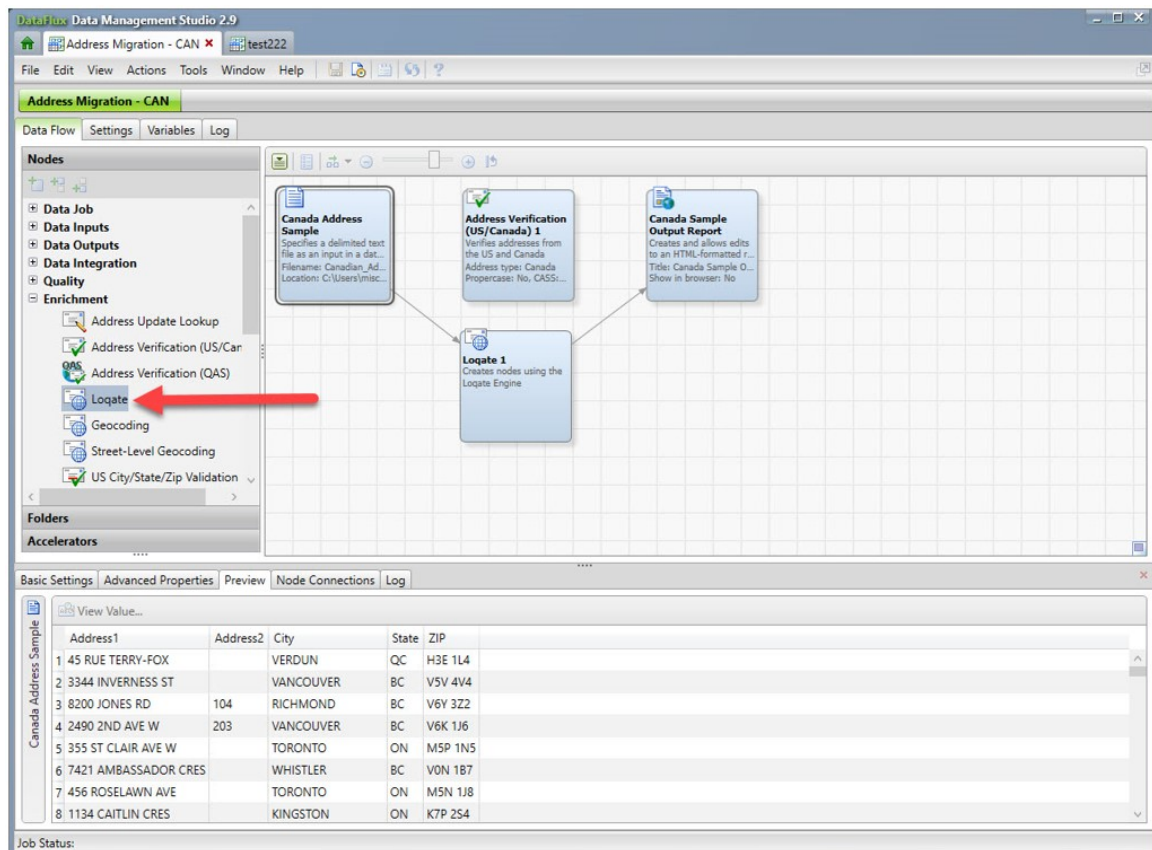 DataFlux Data Management Studio 2.9
Address Migration - CAN test222
File Edit View Actions Tools Window Help
Address Migration - CAN
Data Flow Settings Variables Log
Nodes
Data Job
Data Inputs
Data Outputs
Data Integration
Quality
Enrichment
Address Update Lookup
Address Verification (US/Can
QAS
Address Verification (QAS)
Loqate
Geocoding
Street-Level Geocoding
US City/State/Zip Validation
Folders
Accelerators
Canada Address
Sample
Specifies a delimited text
file as an input in a dat...
Filename: Canadian_Ad...
Location: C:\Users\misc...
Address Verification
(US/Canada) 1
Verifies addresses from
the US and Canada
Address type: Canada
Propercase: No, CASS:...
Canada Sample
Output Report
Creates and allows edits
to an HTML-formatted r...
Title: Canada Sample O...
Show in browser: No
Loqate 1
Creates nodes using the
Loqate Engine
Basic Settings Advanced Properties Preview Node Connections Log
Canada Address Sample
View Value...
Address1 Address2 City State ZIP
1 45 RUE TERRY-FOX VERDUN QC H3E 1L4
2 3344 INVERNESS ST VANCOUVER BC V5V 4V4
3 8200 JONES RD 104 RICHMOND BC V6Y 3Z2
4 2490 2ND AVE W 203 VANCOUVER BC V6K 1J6
5 355 ST CLAIR AVE W TORONTO ON M5P 1N5
6 7421 AMBASSADOR CRES WHISTLER BC V0N 1B7
7 456 ROSELAWN AVE TORONTO ON M5N 1J8
8 1134 CAITLIN CRES KINGSTON ON K7P 2S4
Job Status: